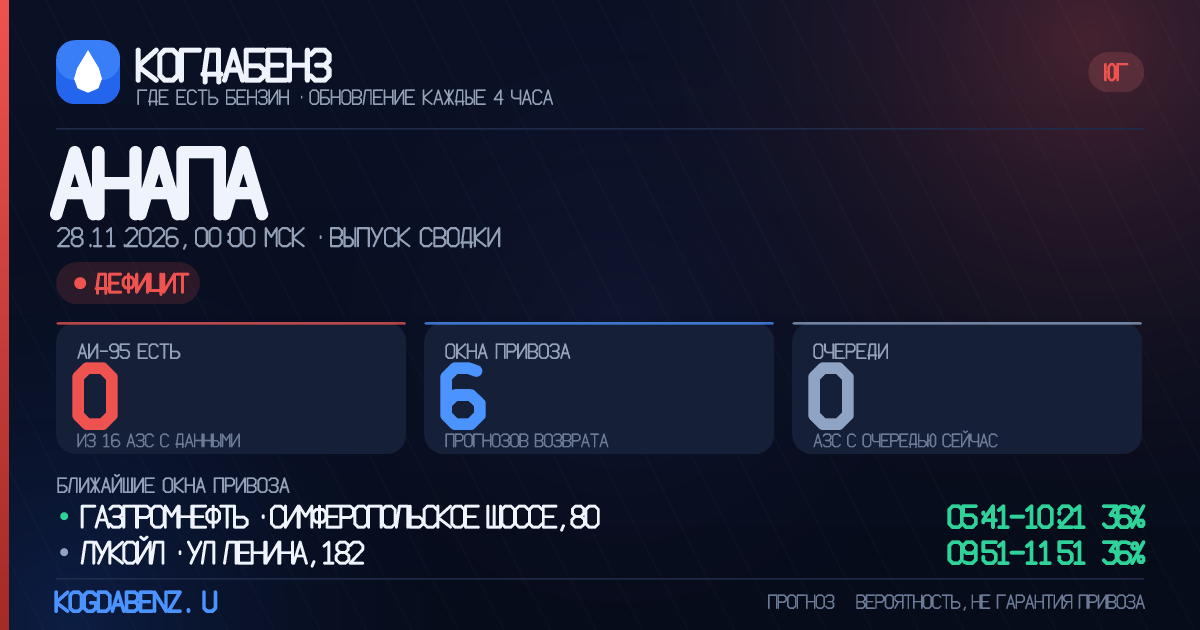 КОГДАБЕНЗ
ГДЕ ЕСТЬ БЕНЗИН · ОБНОВЛЕНИЕ КАЖДЫЕ 4 ЧАСА
ЮГ
АНАПА
28.11.2026, 00:00 МСК · ВЫПУСК СВОДКИ
• ДЕФИЦИТ
АИ-95 ЕСТЬ
0
ИЗ 16 АЗС С ДАННЫМИ
ОКНА ПРИВОЗА
6
ПРОГНОЗОВ ВОЗВРАТА
ОЧЕРЕДИ
0
АЗС С ОЧЕРЕДЬЮ СЕЙЧАС
БЛИЖАЙШИЕ ОКНА ПРИВОЗА
• ГАЗПРОМНЕФТЬ · СИМФЕРОПОЛЬСКОЕ ШОССЕ, 80 05:41-10:21 36%
• ЛУКОЙЛ · УЛ ЛЕНИНА, 182 09:51-11:51 36%
KOGDABENZ. U
ПРОГНОЗ ВЕРОЯТНОСТЬ, НЕ ГАРАНТИЯ ПРИВОЗА